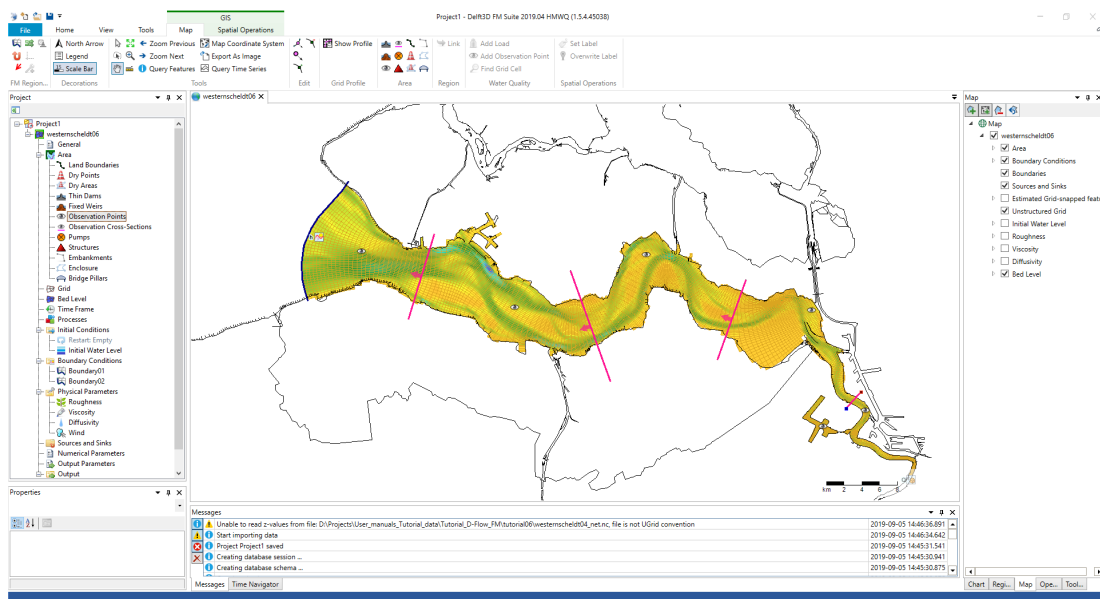 GIS
Project1 - Delft3D FM Suite 2019.04 HMWQ (1.5.4.45038)
File Home View Tools Map Spatial Operations
North Arrow
Legend
Scale Bar
FM Region...
Decorations
Zoom Previous
Zoom Next
Query Features
Map Coordinate System
Export As Image
Query Time Series
Tools
Edit
Show Profile
Grid Profile
Area
Link
Region
Add Load
Add Observation Point
Find Grid Cell
Water Quality
Set Label
Overwrite Label
Spatial Operations
Project
Project1
westernscheldt06
General
Area
Land Boundaries
Dry Points
Dry Areas
Thin Dams
Fixed Weirs
Observation Points
Observation Cross-Sections
Pumps
Structures
Embankments
Enclosure
Bridge Pillars
Grid
Bed Level
Time Frame
Processes
Initial Conditions
Restart: Empty
Initial Water Level
Boundary Conditions
Boundary01
Boundary02
Physical Parameters
Roughness
Viscosity
Diffusivity
Wind
Sources and Sinks
Numerical Parameters
Output Parameters
Output
Properties
westernscheldt06
km 2 4 6 8
Messages
Unable to read z-values from file: D:\Projects\User_manuals_Tutorial_data\Tutorial_D-Flow_FM\tutorial06\westernscheldt04_net.nc, file is not UGrid convention 2019-09-05 14:46:36.891
Start importing data 2019-09-05 14:46:34.642
Project Project1 saved 2019-09-05 14:45:31.541
Creating database session ... 2019-09-05 14:45:30.941
Creating database schema ... 2019-09-05 14:45:30.875
Messages Time Navigator
Map
Map
westernscheldt06
Area
Boundary Conditions
Boundaries
Sources and Sinks
Estimated Grid-snapped feat
Unstructured Grid
Initial Water Level
Roughness
Viscosity
Diffusivity
Bed Level
Chart Regi... Map Ope... Tool...